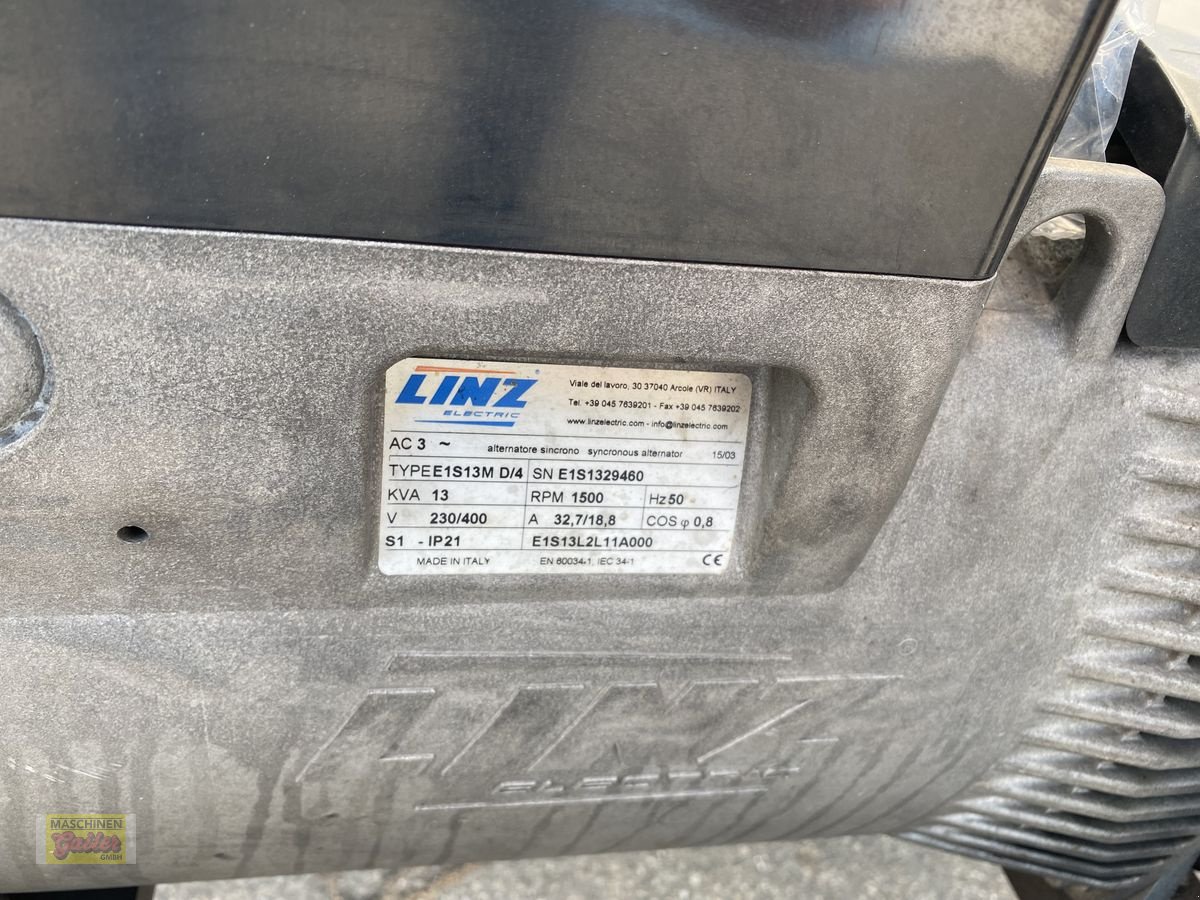 LINZ
ELECTRIC
Viale del lavoro, 30 37040 Arcole (VR) ITALY
Tel. +39 045 7639201 - Fax +39 045 7639202
www.linzelectric.com - info@linzelectric.com
AC 3 ~ alternatore sincrono syncronous alternator 15/03
TYPE E1S13M D/4 SN E1S1329460
KVA 13 RPM 1500 Hz 50
V 230/400 A 32,7/18,8 COS φ 0,8
S1 - IP21 E1S13L2L11A000
MADE IN ITALY EN 60034-1, IEC 34-1 CE
LINZ
ELECTRIC
MASCHINEN
Gailer
GMBH